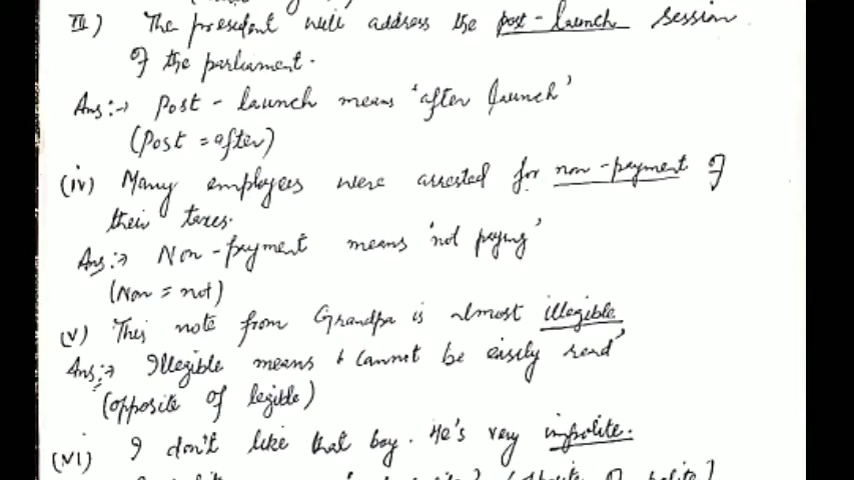 III) The president will address the post-launch session
of the parliament.
Ans:→ Post-launch means 'after launch'
(Post = after)
(iv) Many employees were arrested for non-payment of
their taxes.
Ans:→ Non-payment means 'not paying'
(Non = not)
(v) This note from Grandpa is almost illegible
Ans:→ Illegible means 'cannot be easily read'
(opposite of legible)
(vi) I don't like that boy. He's very impolite.